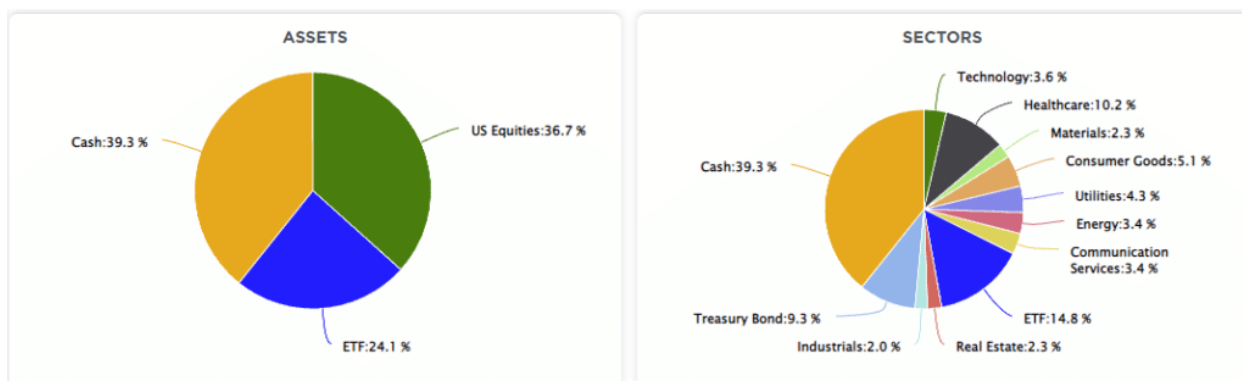 ASSETS
US Equities:36.7 %
Cash:39.3 %
ETF:24.1 %
SECTORS
Technology:3.6 %
Healthcare:10.2 %
Materials:2.3 %
Consumer Goods:5.1 %
Cash:39.3 %
Utilities:4.3 %
Energy:3.4 %
Communication
Services:3.4 %
Treasury Bond:9.3 %
ETF:14.8 %
Industrials:2.0 %
Real Estate:2.3 %